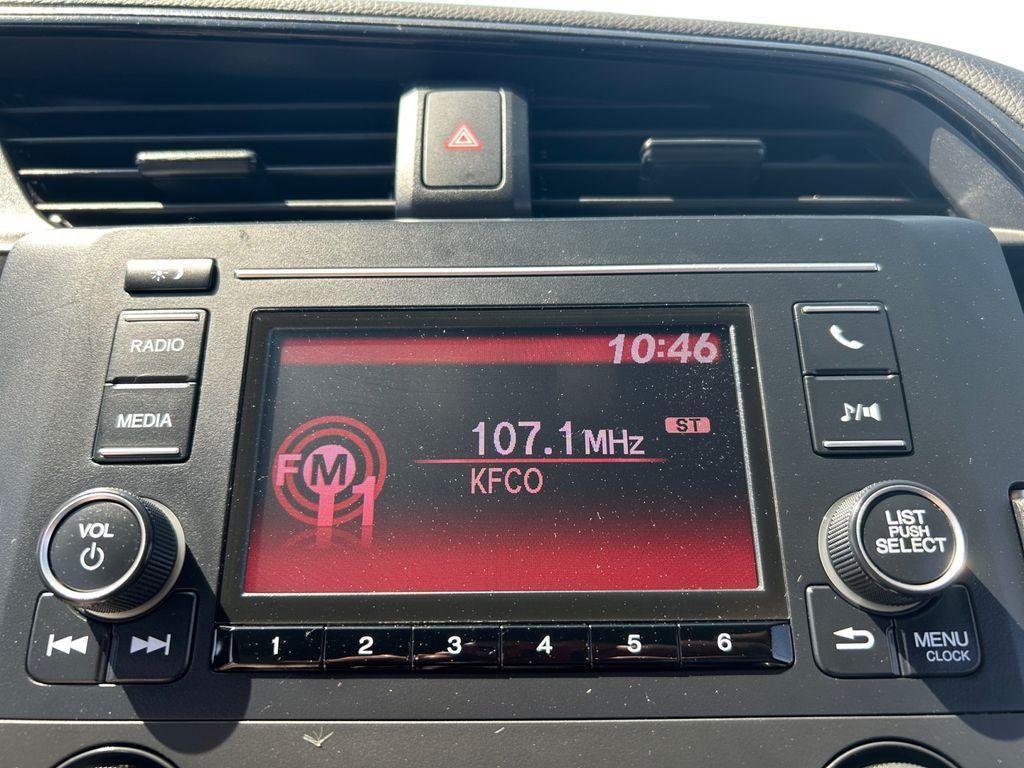 RADIO
MEDIA
10:46
FM1
107.1MHz
ST
KFCO
VOL
LIST
PUSH
SELECT
1 2 3 4 5 6
MENU
CLOCK